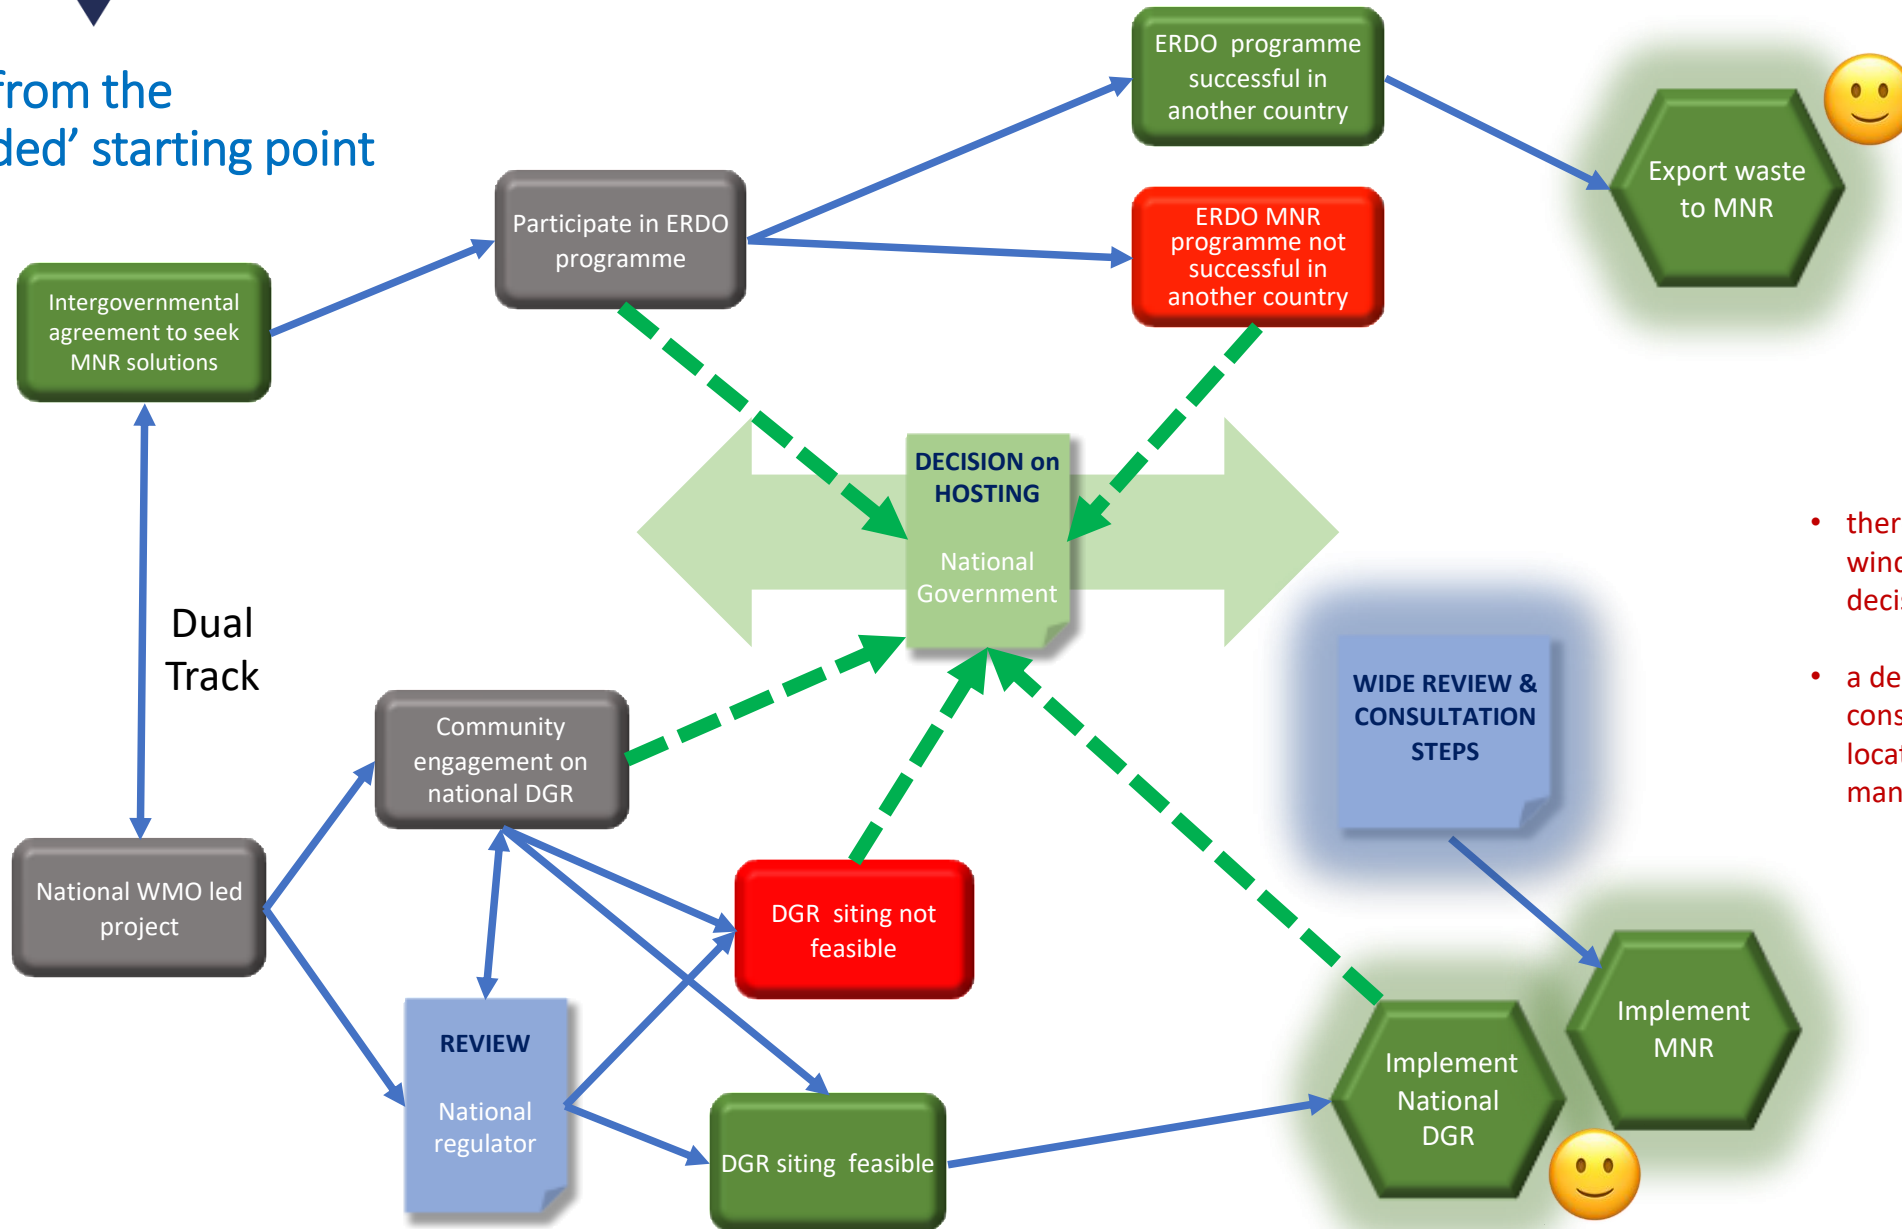 from the
ded’ starting point
ERDO programme
successful in
another country
Export waste
to MNR
Participate in ERDO
programme
ERDO MNR
programme not
successful in
another country
Intergovernmental
agreement to seek
MNR solutions
DECISION on
HOSTING
National
Government
Dual
Track
WIDE REVIEW &
CONSULTATION
STEPS
• ther
wind
decis
• a de
cons
locat
man
Community
engagement on
national DGR
National WMO led
project
DGR siting not
feasible
REVIEW
National
regulator
DGR siting feasible
Implement
National
DGR
Implement
MNR